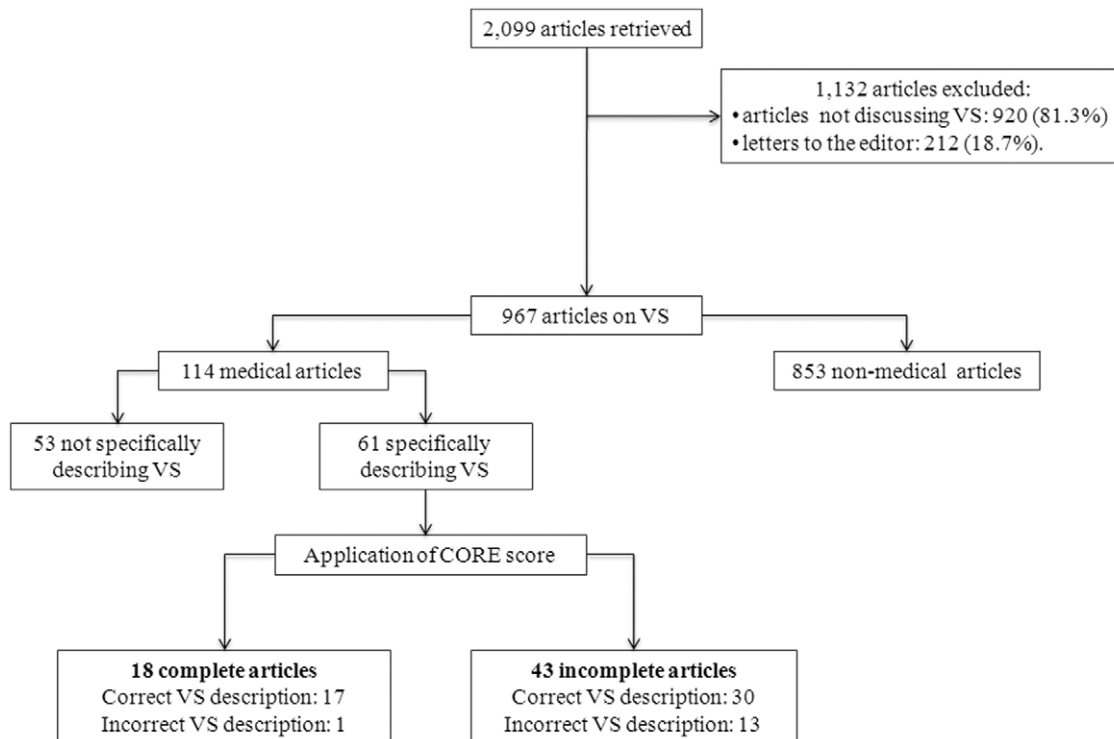 2,099 articles retrieved
1,132 articles excluded:
• articles not discussing VS: 920 (81.3%)
• letters to the editor: 212 (18.7%).
967 articles on VS
114 medical articles
853 non-medical articles
53 not specifically
describing VS
61 specifically
describing VS
Application of CORE score
18 complete articles
Correct VS description: 17
Incorrect VS description: 1
43 incomplete articles
Correct VS description: 30
Incorrect VS description: 13